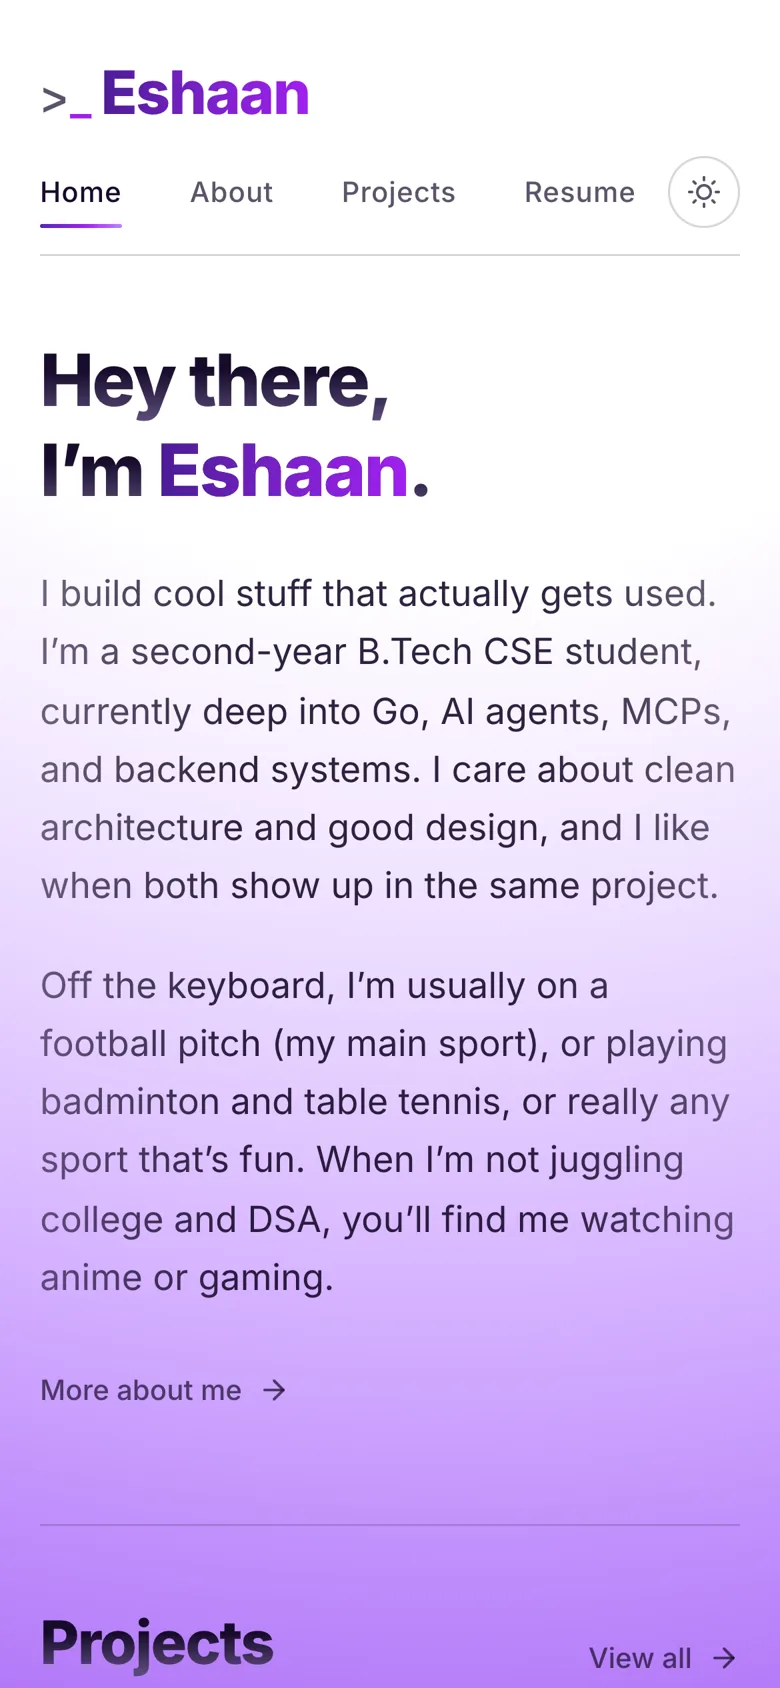 >_ Eshaan
Home About Projects Resume
Hey there,
I’m Eshaan.
I build cool stuff that actually gets used.
I’m a second-year B.Tech CSE student,
currently deep into Go, AI agents, MCPs,
and backend systems. I care about clean
architecture and good design, and I like
when both show up in the same project.
Off the keyboard, I’m usually on a
football pitch (my main sport), or playing
badminton and table tennis, or really any
sport that’s fun. When I’m not juggling
college and DSA, you’ll find me watching
anime or gaming.
More about me →
Projects View all →